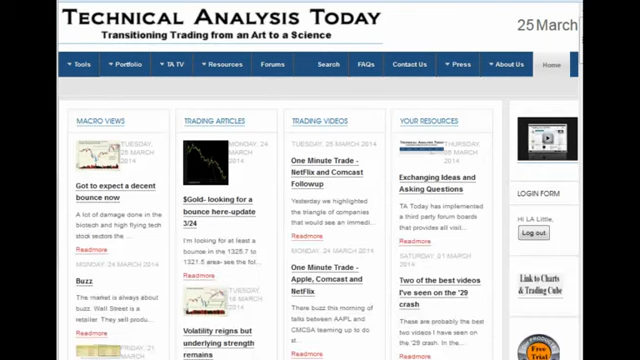 TECHNICAL ANALYSIS TODAY
Transitioning Trading from an Art to a Science
25 March
Tools
Portfolio
TA TV
Resources
Forums
Search
FAQs
Contact Us
Press
About Us
Home
MACRO VIEWS
TUESDAY,
25 MARCH
2014
Got to expect a decent
bounce now
A lot of damage done in the
biotech and high flying tech
stock sectors the ...
Readmore
MONDAY, 24 MARCH
2014
Buzz
The market is always about
buzz. Wall Street is a
retailer. They sell produ...
Readmore
TRADING ARTICLES
MONDAY, 24
MARCH
2014
$Gold- looking for a
bounce here-update
3/24
I'm looking for at least a
bounce in the 1325.7 to
1321.5 area- see the fol...
Readmore
TUESDAY,
18 MARCH
2014
Volatility reigns but
underlying strength
remains
TRADING VIDEOS
TUESDAY, 25 MARCH
2014
One Minute Trade -
NetFlix and Comcast
Followup
Yesterday we highlighted
the triangle of companies
that would see an immedi...
Readmore
MONDAY, 24 MARCH
2014
One Minute Trade -
Apple, Comcast and
NetFlix
There buzz this morning of
talks between AAPL and
CMCSA teaming up to do
Readmore
YOUR RESOURCES
THURSDAY,
MARCH
2014
Exchanging Ideas and
Asking Questions
TA Today has implemented
a third party forum boards
that provides all visit...
Readmore
SATURDAY, 01 MARCH
2014
Two of the best videos
I've seen on the '29
crash
These are probably the best
two videos I have seen on
the '29 crash.
Readmore
LOGIN FORM
Hi LA Little,
Log out
Link to Charts
& Trading Cube
Free
Trial